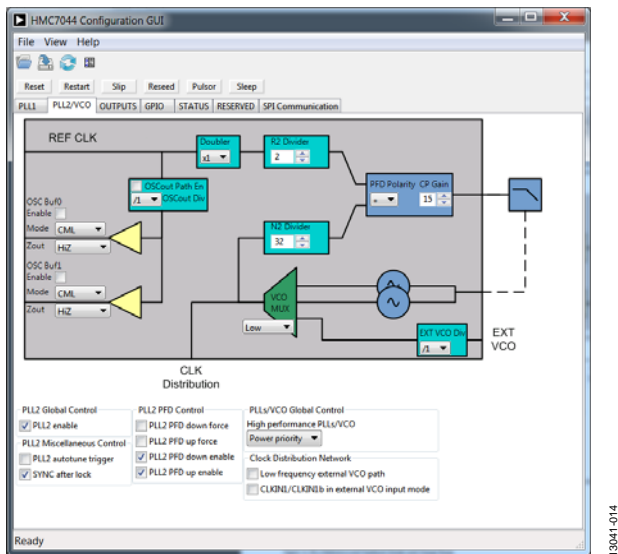 HMC7044 Configuration GUI
File View Help
Reset Restart Slip Reseed Pulsor Sleep
PLL1 PLL2/VCO OUTPUTS GPIO STATUS RESERVED SPI Communication
REF CLK
Doubler
x1
R2 Divider
2
OSCout Path En
/1 OSCout Div
PFD Polarity CP Gain
+ 15
OSC Buf0
Enable
Mode CML
Zout HiZ
N2 Divider
32
OSC Buf1
Enable
Mode CML
Zout HiZ
VCO
MUX
Low
EXT VCO Div
/1
EXT
VCO
CLK
Distribution
PLL2 Global Control
PLL2 enable
PLL2 Miscellaneous Control
PLL2 autotune trigger
SYNC after lock
PLL2 PFD Control
PLL2 PFD down force
PLL2 PFD up force
PLL2 PFD down enable
PLL2 PFD up enable
PLLs/VCO Global Control
High performance PLLs/VCO
Power priority
Clock Distribution Network
Low frequency external VCO path
CLKIN1/CLKIN1b in external VCO input mode
Ready
13041-014